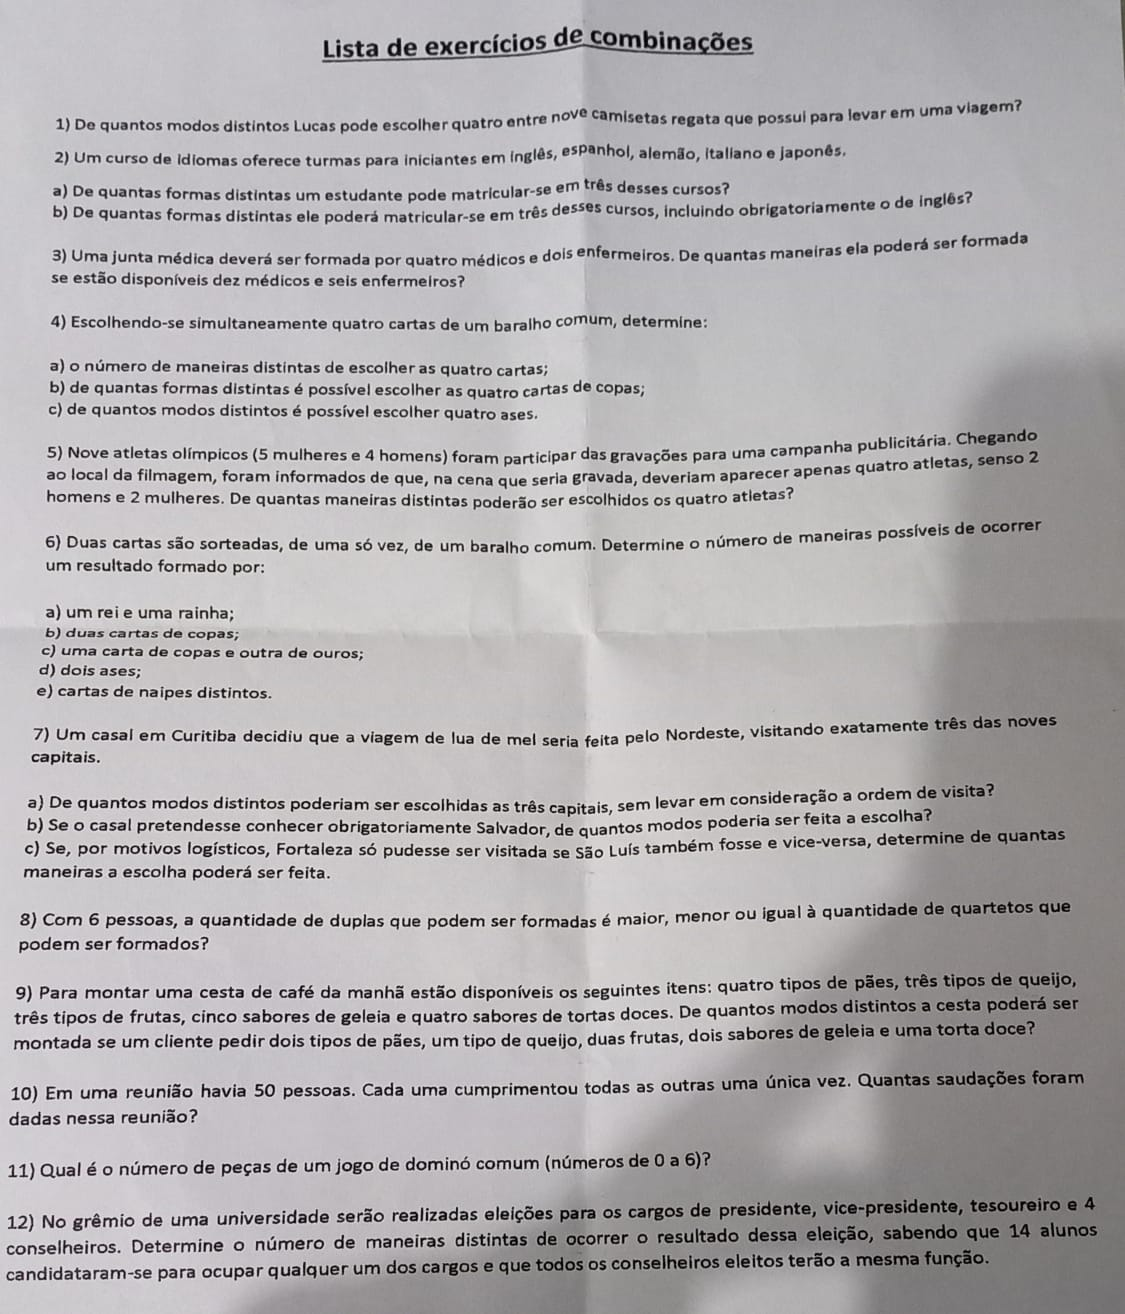 Lista de exercícios de combinações
1) De quantos modos distintos Lucas pode escolher quatro entre nove camisetas regata que possui para levar em uma viagem?
2) Um curso de idiomas oferece turmas para iniciantes em inglês, espanhol, alemão, italiano e japonês.
a) De quantas formas distintas um estudante pode matricular-se em três desses cursos?
b) De quantas formas distintas ele poderá matricular-se em três desses cursos, incluindo obrigatoriamente o de inglês?
3) Uma junta médica deverá ser formada por quatro médicos e dois enfermeiros. De quantas maneiras ela poderá ser formada
se estão disponíveis dez médicos e seis enfermeiros?
4) Escolhendo-se simultaneamente quatro cartas de um baralho comum, determine:
a) o número de maneiras distintas de escolher as quatro cartas;
b) de quantas formas distintas é possível escolher as quatro cartas de copas;
c) de quantos modos distintos é possível escolher quatro ases.
5) Nove atletas olímpicos (5 mulheres e 4 homens) foram participar das gravações para uma campanha publicitária. Chegando
ao local da filmagem, foram informados de que, na cena que seria gravada, deveriam aparecer apenas quatro atletas, senso 2
homens e 2 mulheres. De quantas maneiras distintas poderão ser escolhidos os quatro atletas?
6) Duas cartas são sorteadas, de uma só vez, de um baralho comum. Determine o número de maneiras possíveis de ocorrer
um resultado formado por:
a) um rei e uma rainha;
b) duas cartas de copas;
c) uma carta de copas e outra de ouros;
d) dois ases;
e) cartas de naipes distintos.
7) Um casal em Curitiba decidiu que a viagem de lua de mel seria feita pelo Nordeste, visitando exatamente três das noves
capitais.
a) De quantos modos distintos poderiam ser escolhidas as três capitais, sem levar em consideração a ordem de visita?
b) Se o casal pretendesse conhecer obrigatoriamente Salvador, de quantos modos poderia ser feita a escolha?
c) Se, por motivos logísticos, Fortaleza só pudesse ser visitada se São Luís também fosse e vice-versa, determine de quantas
maneiras a escolha poderá ser feita.
8) Com 6 pessoas, a quantidade de duplas que podem ser formadas é maior, menor ou igual à quantidade de quartetos que
podem ser formados?
9) Para montar uma cesta de café da manhã estão disponíveis os seguintes itens: quatro tipos de pães, três tipos de queijo,
três tipos de frutas, cinco sabores de geleia e quatro sabores de tortas doces. De quantos modos distintos a cesta poderá ser
montada se um cliente pedir dois tipos de pães, um tipo de queijo, duas frutas, dois sabores de geleia e uma torta doce?
10) Em uma reunião havia 50 pessoas. Cada uma cumprimentou todas as outras uma única vez. Quantas saudações foram
dadas nessa reunião?
11) Qual é o número de peças de um jogo de dominó comum (números de 0 a 6)?
12) No grêmio de uma universidade serão realizadas eleições para os cargos de presidente, vice-presidente, tesoureiro e 4
conselheiros. Determine o número de maneiras distintas de ocorrer o resultado dessa eleição, sabendo que 14 alunos
candidataram-se para ocupar qualquer um dos cargos e que todos os conselheiros eleitos terão a mesma função.